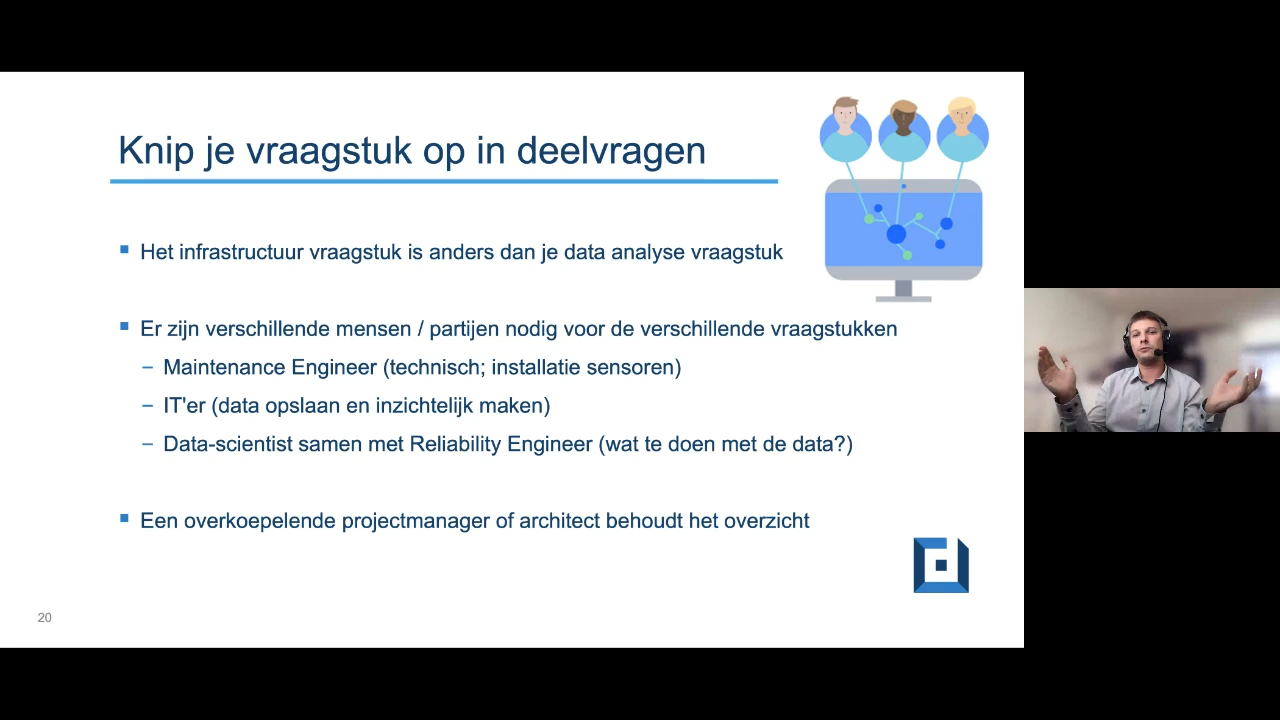 Knip je vraagstuk op in deelvragen
Het infrastructuur vraagstuk is anders dan je data analyse vraagstuk
Er zijn verschillende mensen / partijen nodig voor de verschillende vraagstukken
– Maintenance Engineer (technisch; installatie sensoren)
– IT'er (data opslaan en inzichtelijk maken)
– Data-scientist samen met Reliability Engineer (wat te doen met de data?)
Een overkoepelende projectmanager of architect behoudt het overzicht
20